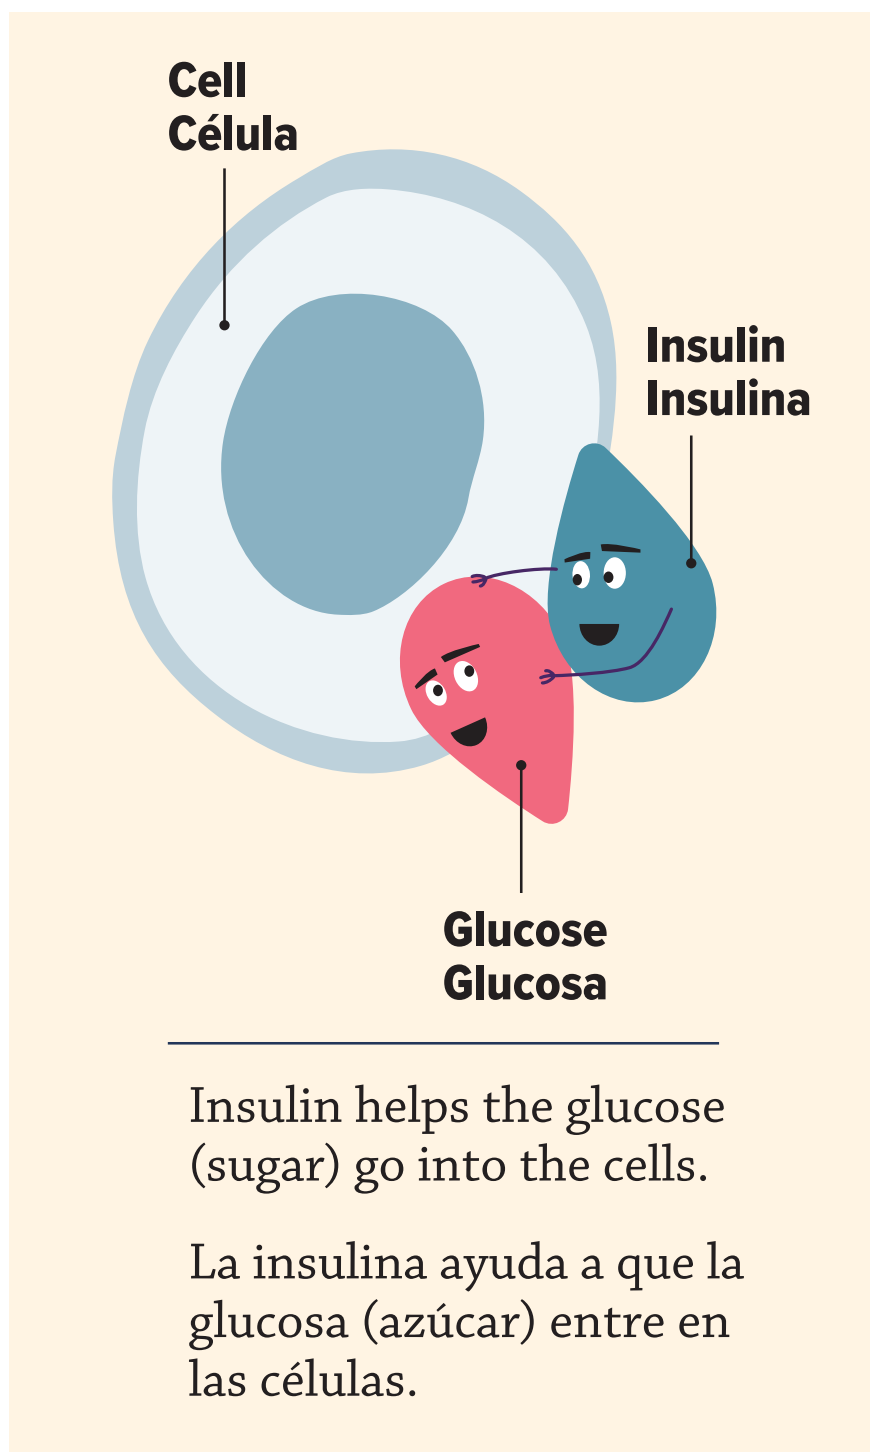 Cell
Célula
Insulin
Insulina
Glucose
Glucosa
Insulin helps the glucose
(sugar) go into the cells.
La insulina ayuda a que la
glucosa (azúcar) entre en
las células.